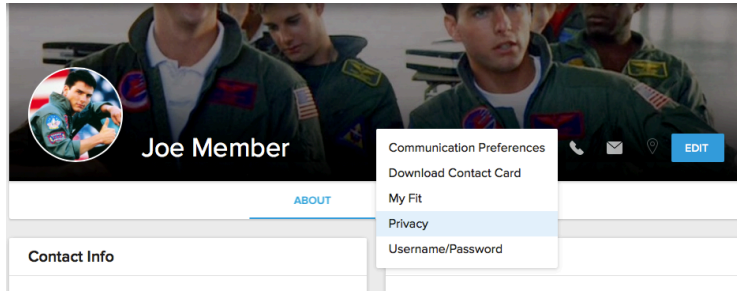 Joe Member
Communication Preferences
Download Contact Card
My Fit
Privacy
Username/Password
EDIT
ABOUT
Contact Info